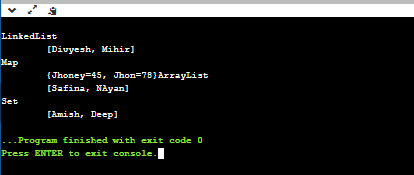 LinkedList
[Divyesh, Mihir]
Map
{Jhoney=45, Jhon=78}ArrayList
[Safina, NAyan]
Set
[Amish, Deep]
...Program finished with exit code 0
Press ENTER to exit console.